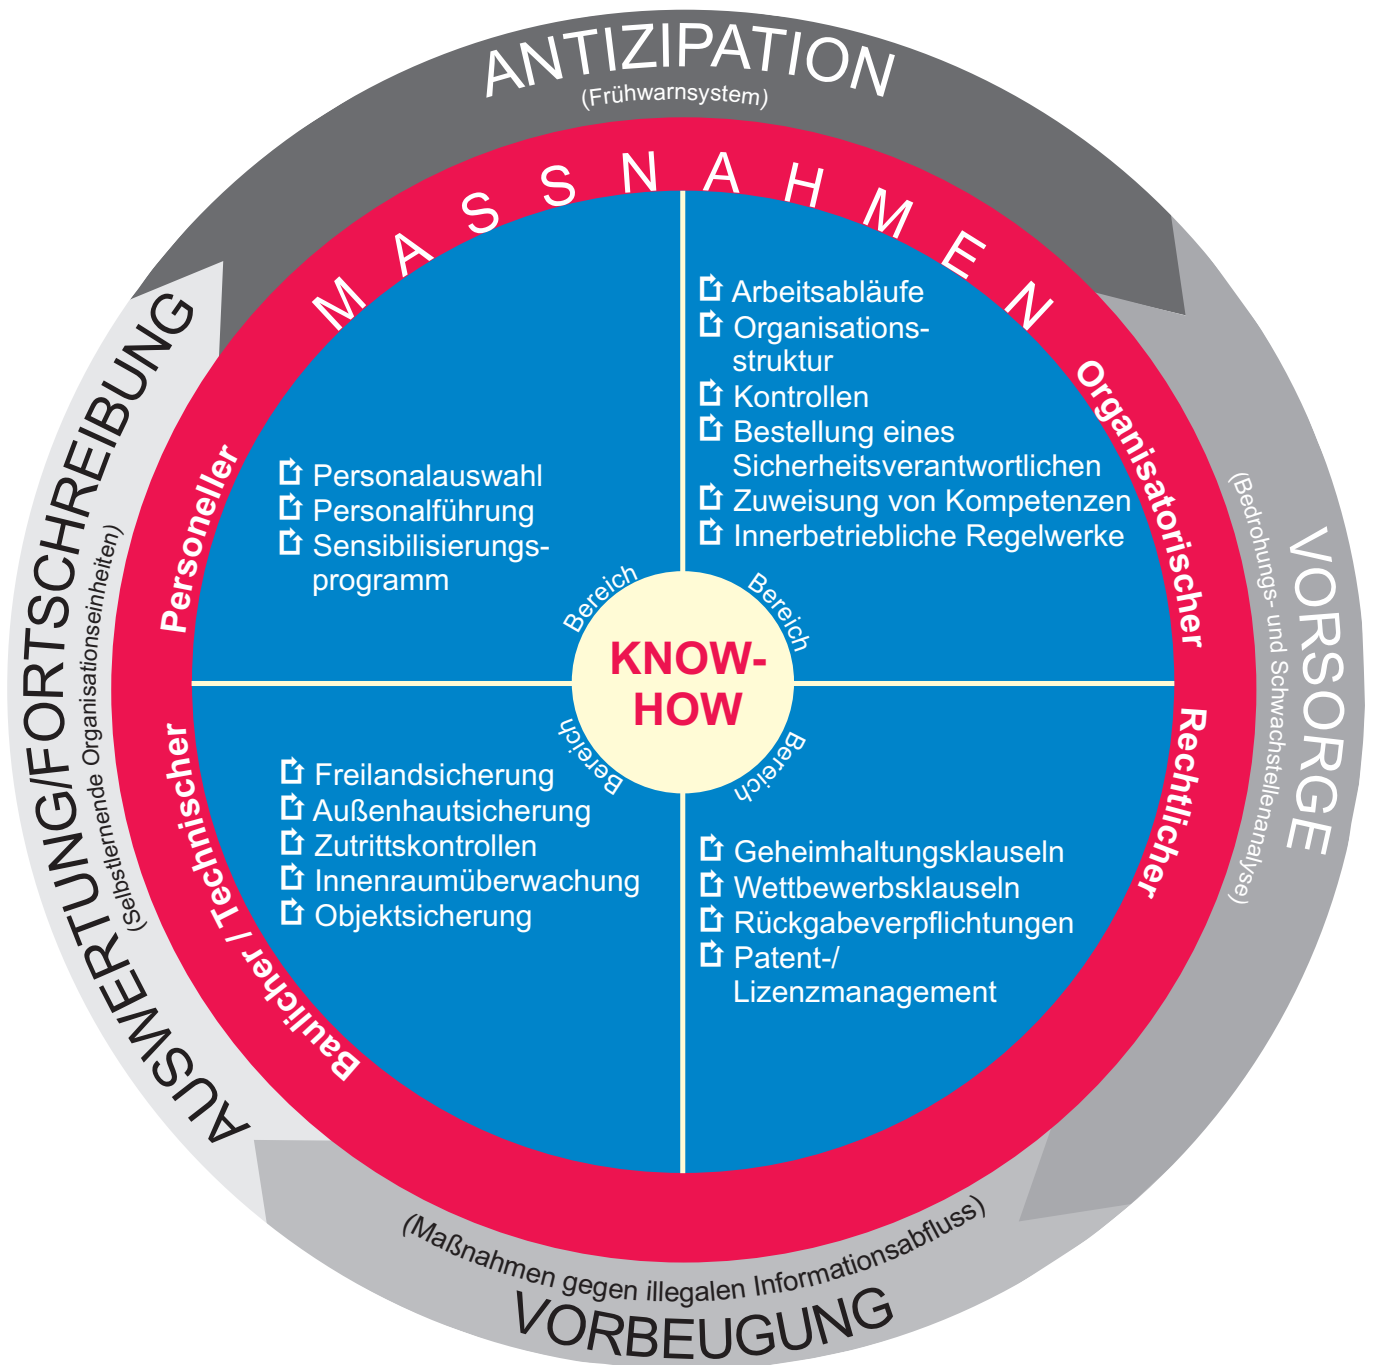 ANTIZIPATION
(Frühwarnsystem)
MASSNAHMEN
Personeller
Bereich
Personalauswahl
Personalführung
Sensibilisierungs-
programm
Organisatorischer
Bereich
Arbeitsabläufe
Organisations-
struktur
Kontrollen
Bestellung eines
Sicherheitsverantwortlichen
Zuweisung von Kompetenzen
Innerbetriebliche Regelwerke
KNOW-
HOW
Baulicher / Technischer
Bereich
Freilandsicherung
Außenhautsicherung
Zutrittskontrollen
Innenraumüberwachung
Objektsicherung
Rechtlicher
Bereich
Geheimhaltungsklauseln
Wettbewerbsklauseln
Rückgabeverpflichtungen
Patent-/
Lizenzmanagement
VORSORGE
(Bedrohungs- und Schwachstellenanalyse)
(Maßnahmen gegen illegalen Informationsabfluss)
VORBEUGUNG
AUSWERTUNG/FORTSCHREIBUNG
(Selbstlernende Organisationseinheiten)